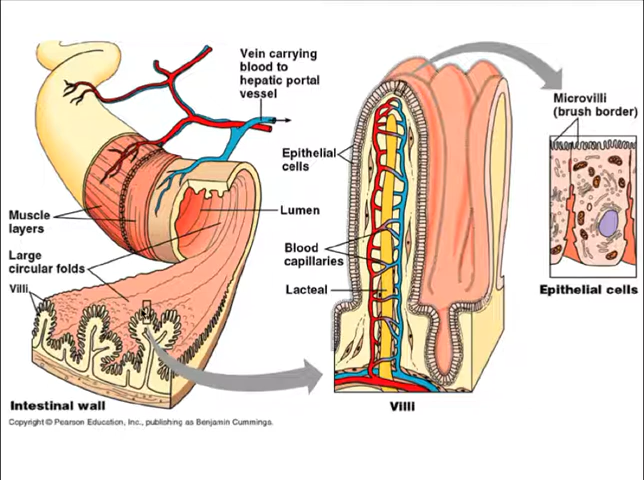 Vein carrying
blood to
hepatic portal
vessel
Muscle
layers
Large
circular folds
Villi
Lumen
Intestinal wall
Epithelial
cells
Blood
capillaries
Lacteal
Villi
Microvilli
(brush border)
Epithelial cells
Copyright © Pearson Education, Inc., publishing as Benjamin Cummings.